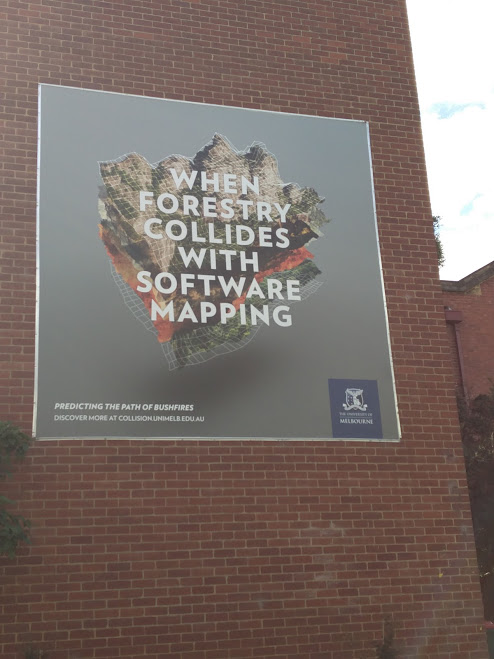 WHEN
FORESTRY
COLLIDES
WITH
SOFTWARE
MAPPING
PREDICTING THE PATH OF BUSHFIRES
DISCOVER MORE AT COLLISION.UNIMELB.EDU.AU
THE UNIVERSITY OF
MELBOURNE